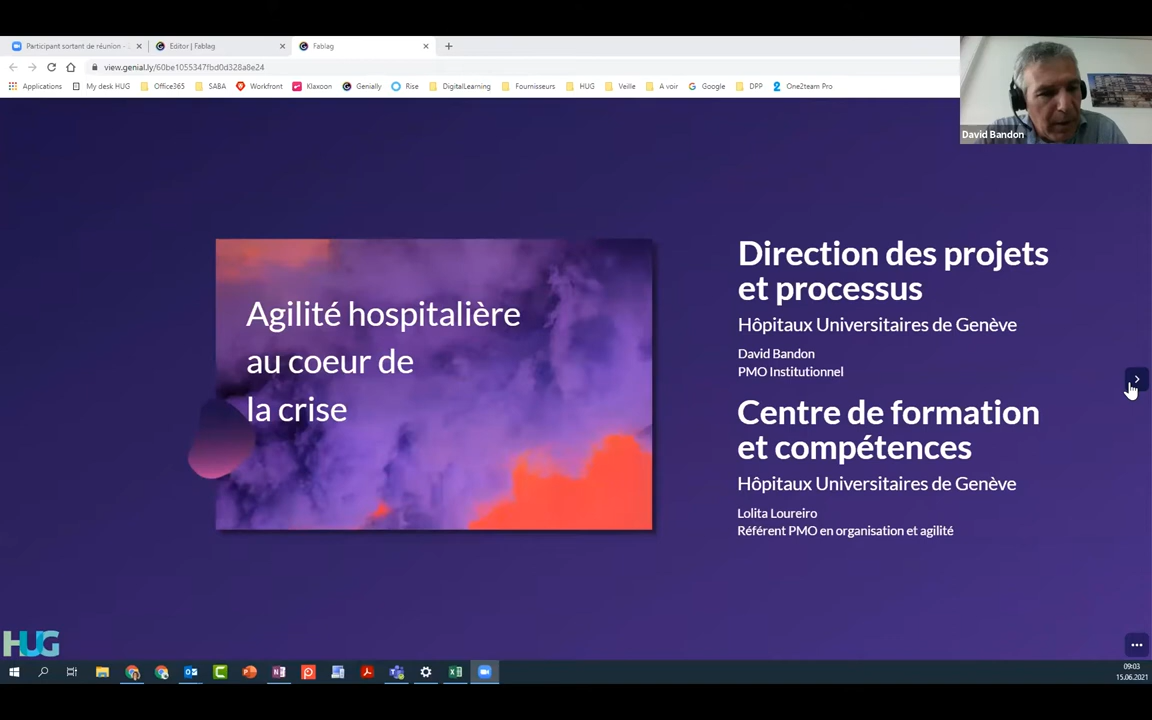 Participant sortant de réunion - ...
Editor | Fablag
Fablag
view.genial.ly/60be1055347fbd0d328a8e24
Applications
My desk HUG
Office365
SABA
Workfront
Klaxoon
Genially
Rise
DigitalLearning
Fournisseurs
HUG
Veille
A voir
Google
DPP
One2team Pro
David Bandon
Agilité hospitalière
au coeur de
la crise
Direction des projets
et processus
Hôpitaux Universitaires de Genève
David Bandon
PMO Institutionnel
Centre de formation
et compétences
Hôpitaux Universitaires de Genève
Lolita Loureiro
Référent PMO en organisation et agilité
HUG
09:03
15.06.2021